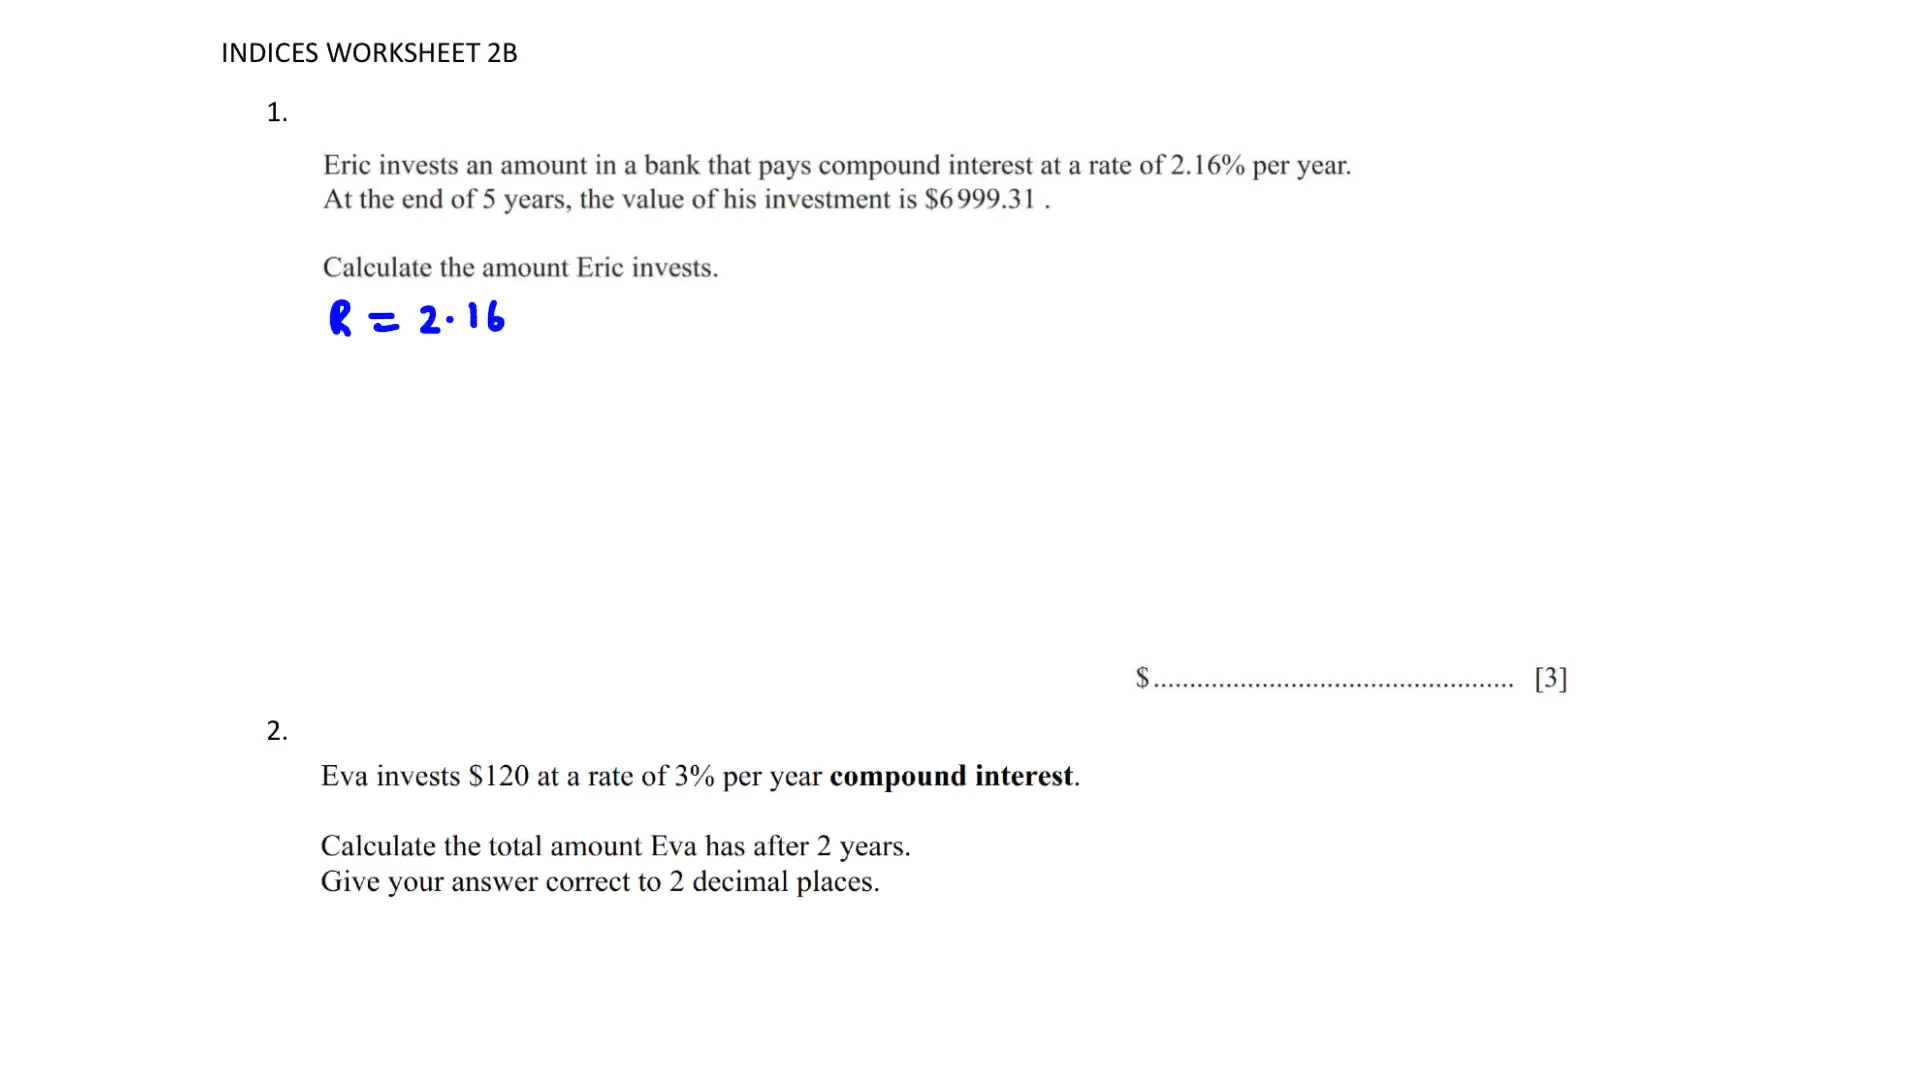 INDICES WORKSHEET 2B
1.
Eric invests an amount in a bank that pays compound interest at a rate of 2.16% per year.
At the end of 5 years, the value of his investment is $6999.31 .
Calculate the amount Eric invests.
R = 2.16
$.................................................. [3]
2.
Eva invests $120 at a rate of 3% per year compound interest.
Calculate the total amount Eva has after 2 years.
Give your answer correct to 2 decimal places.